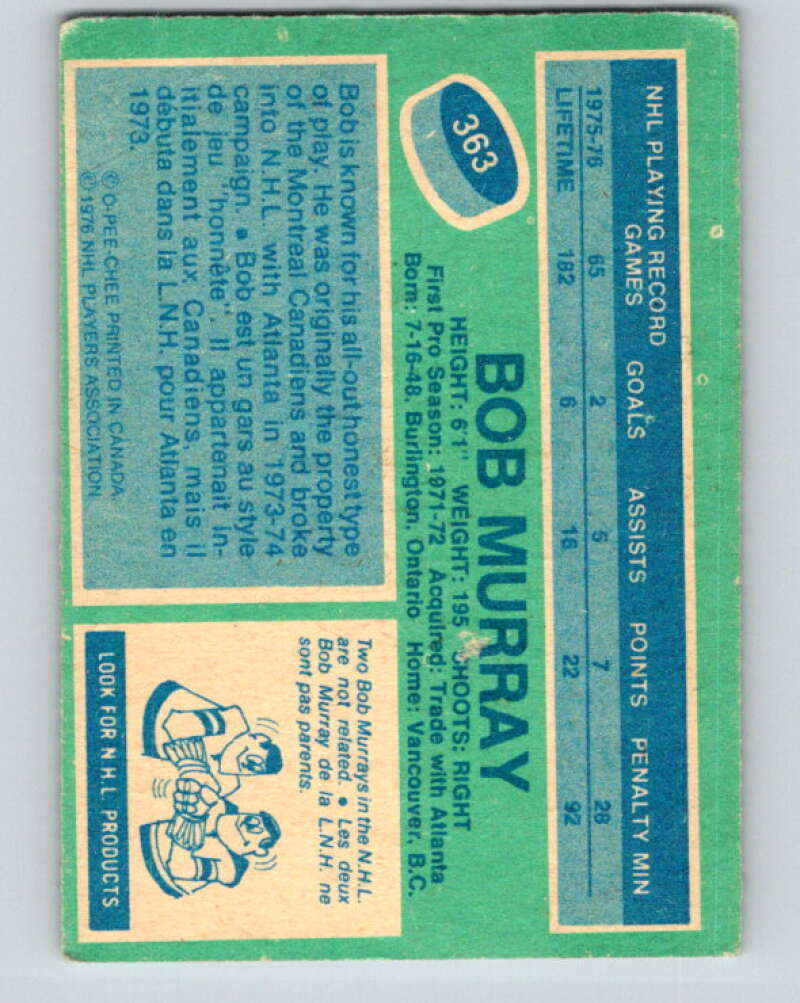 NHL PLAYING RECORD
GAMES GOALS ASSISTS POINTS PENALTY MIN
1975-76 65 2 5 7 28
LIFETIME 182 6 16 22 92
363
BOB MURRAY
HEIGHT: 6'1" WEIGHT: 195 SHOOTS: RIGHT
First Pro Season: 1971-72 Acquired: Trade with Atlanta
Born: 7-16-48, Burlington, Ontario Home: Vancouver, B.C.
Bob is known for his all-out honest type
of play. He was originally the property
of the Montreal Canadiens and broke
into N.H.L. with Atlanta in 1973-74
campaign. • Bob est un gars au style
de jeu "honnête". Il appartenait in-
itialement aux Canadiens, mais il
débuta dans la L.N.H. pour Atlanta en
1973.
© O-PEE-CHEE PRINTED IN CANADA
© 1976 NHL PLAYERS ASSOCIATION
Two Bob Murrays in the N.H.L.
are not related. • Les deux
Bob Murray de la L.N.H. ne
sont pas parents.
LOOK FOR N.H.L. PRODUCTS